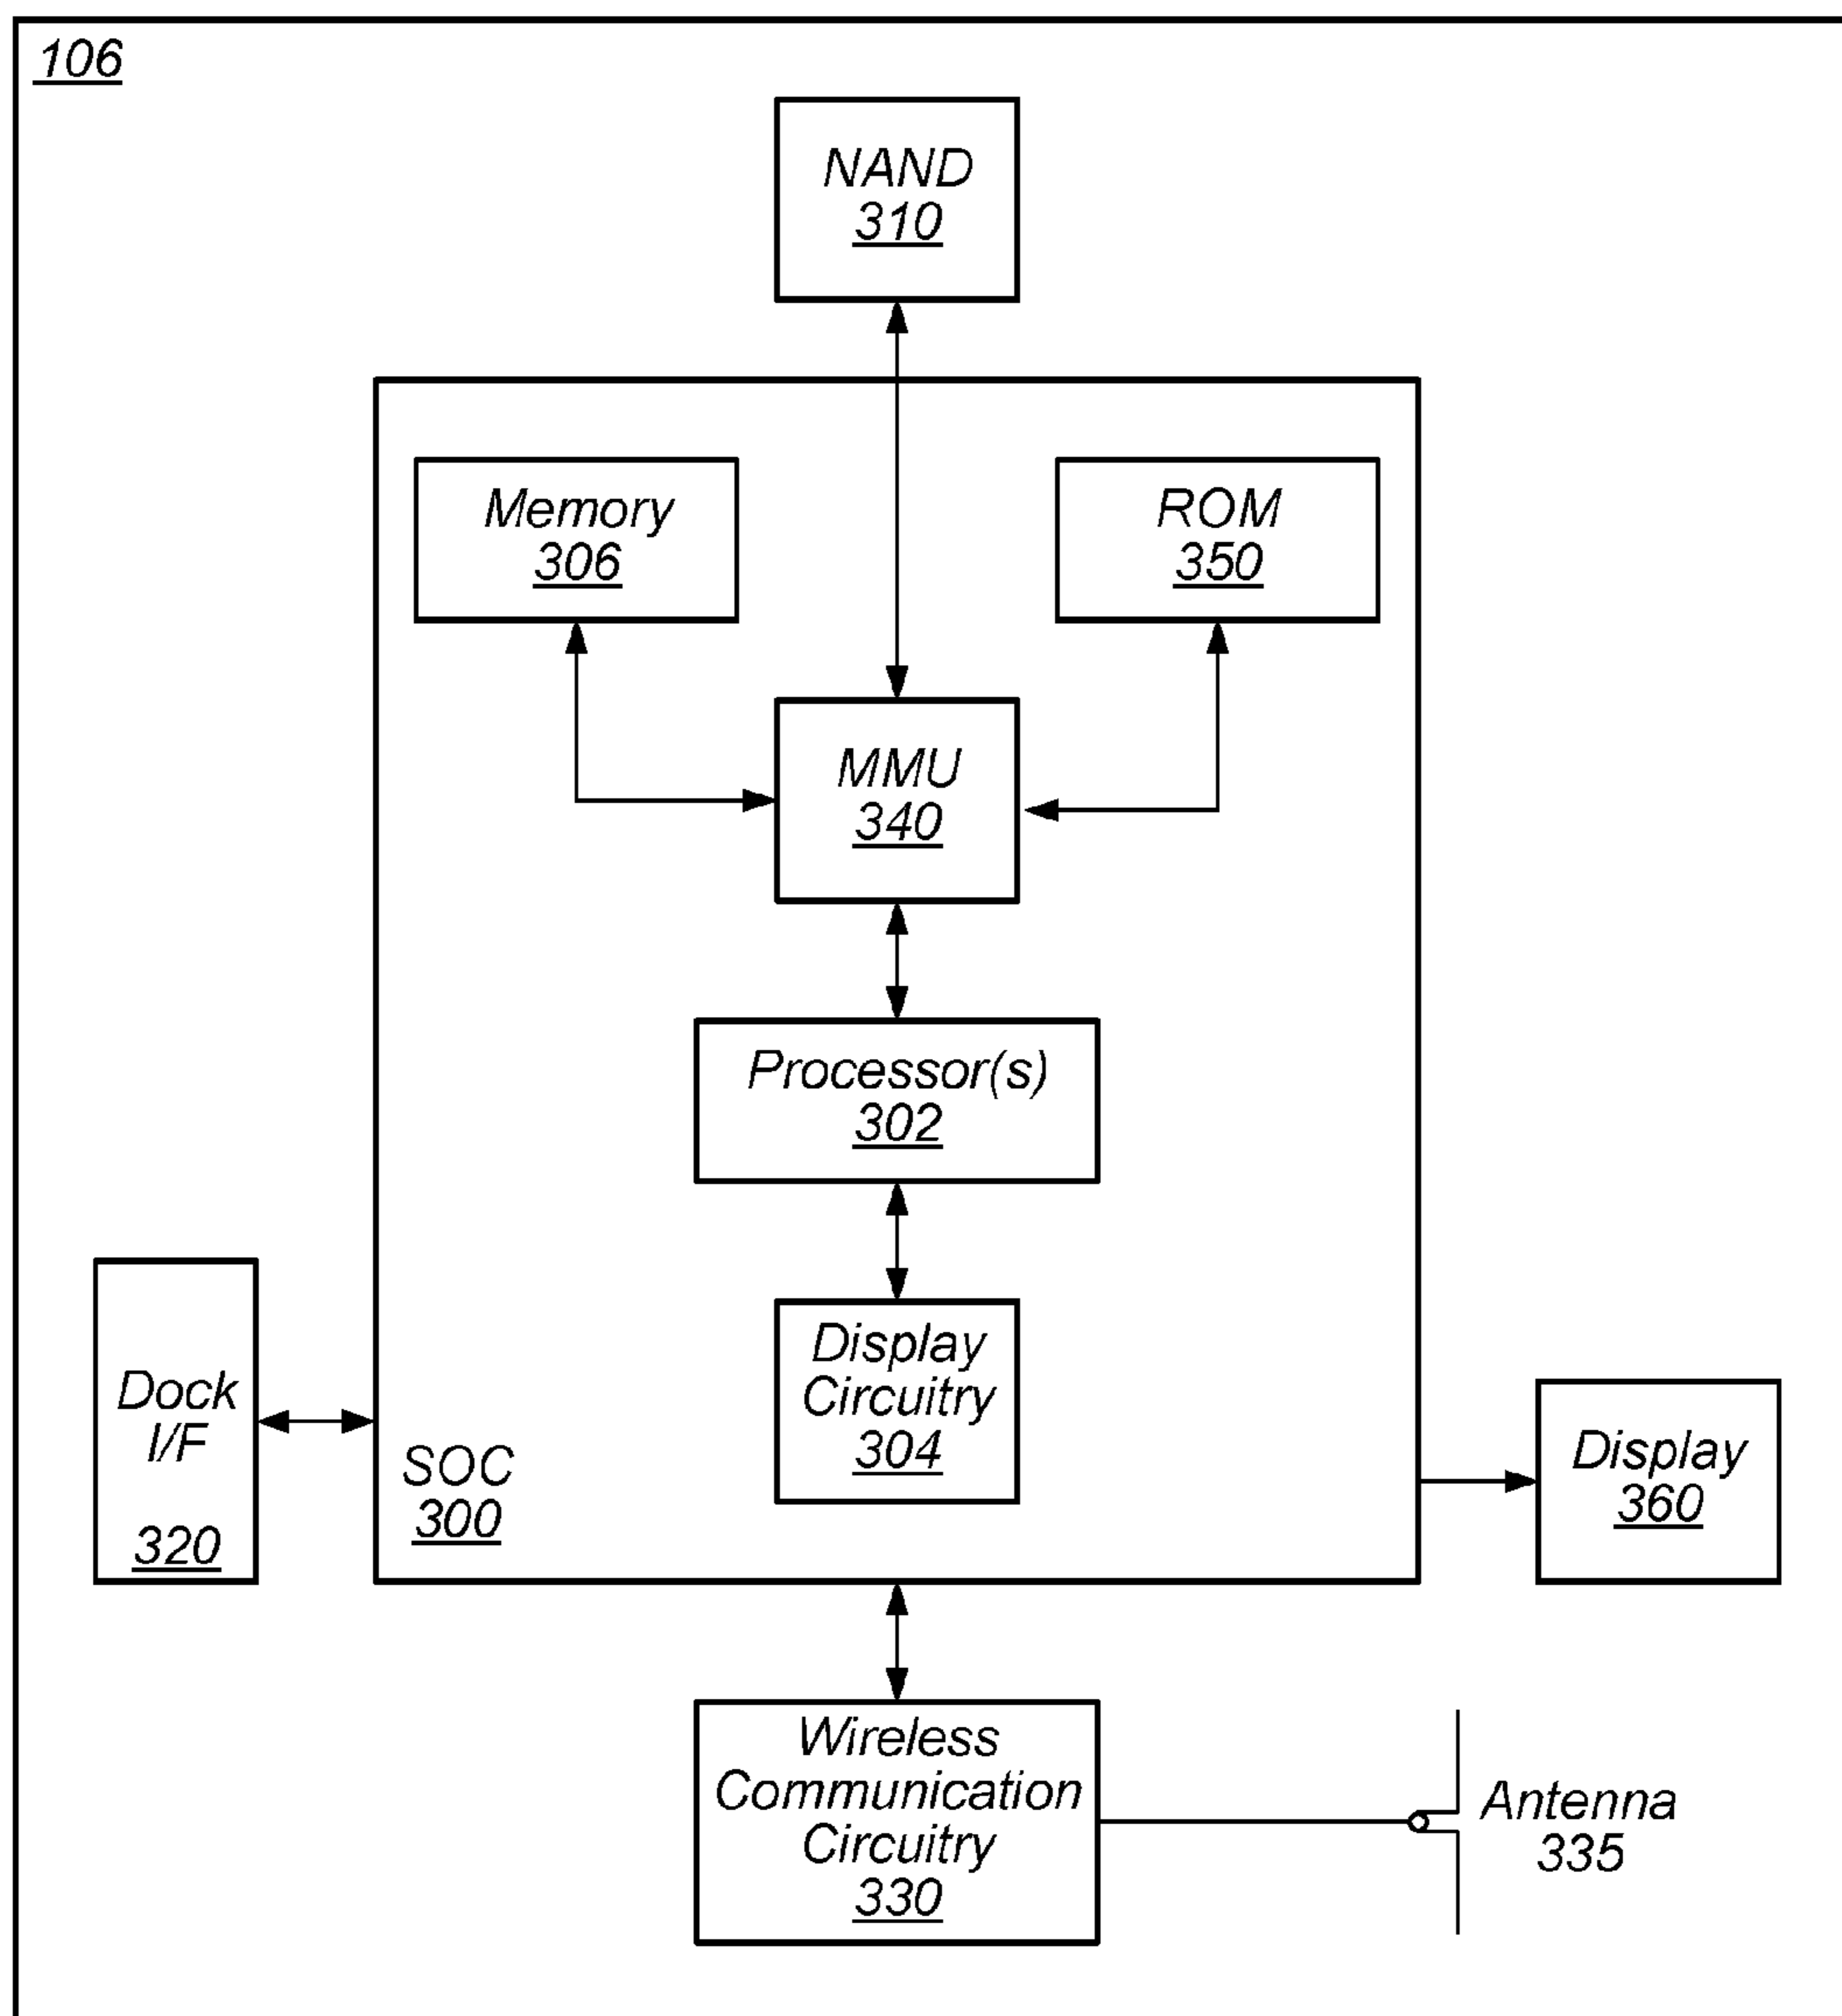 106
NAND
310
Memory
306
ROM
350
MMU
340
Processor(s)
302
Display
Circuitry
304
Dock
I/F
320
SOC
300
Display
360
Wireless
Communication
Circuitry
330
Antenna
335